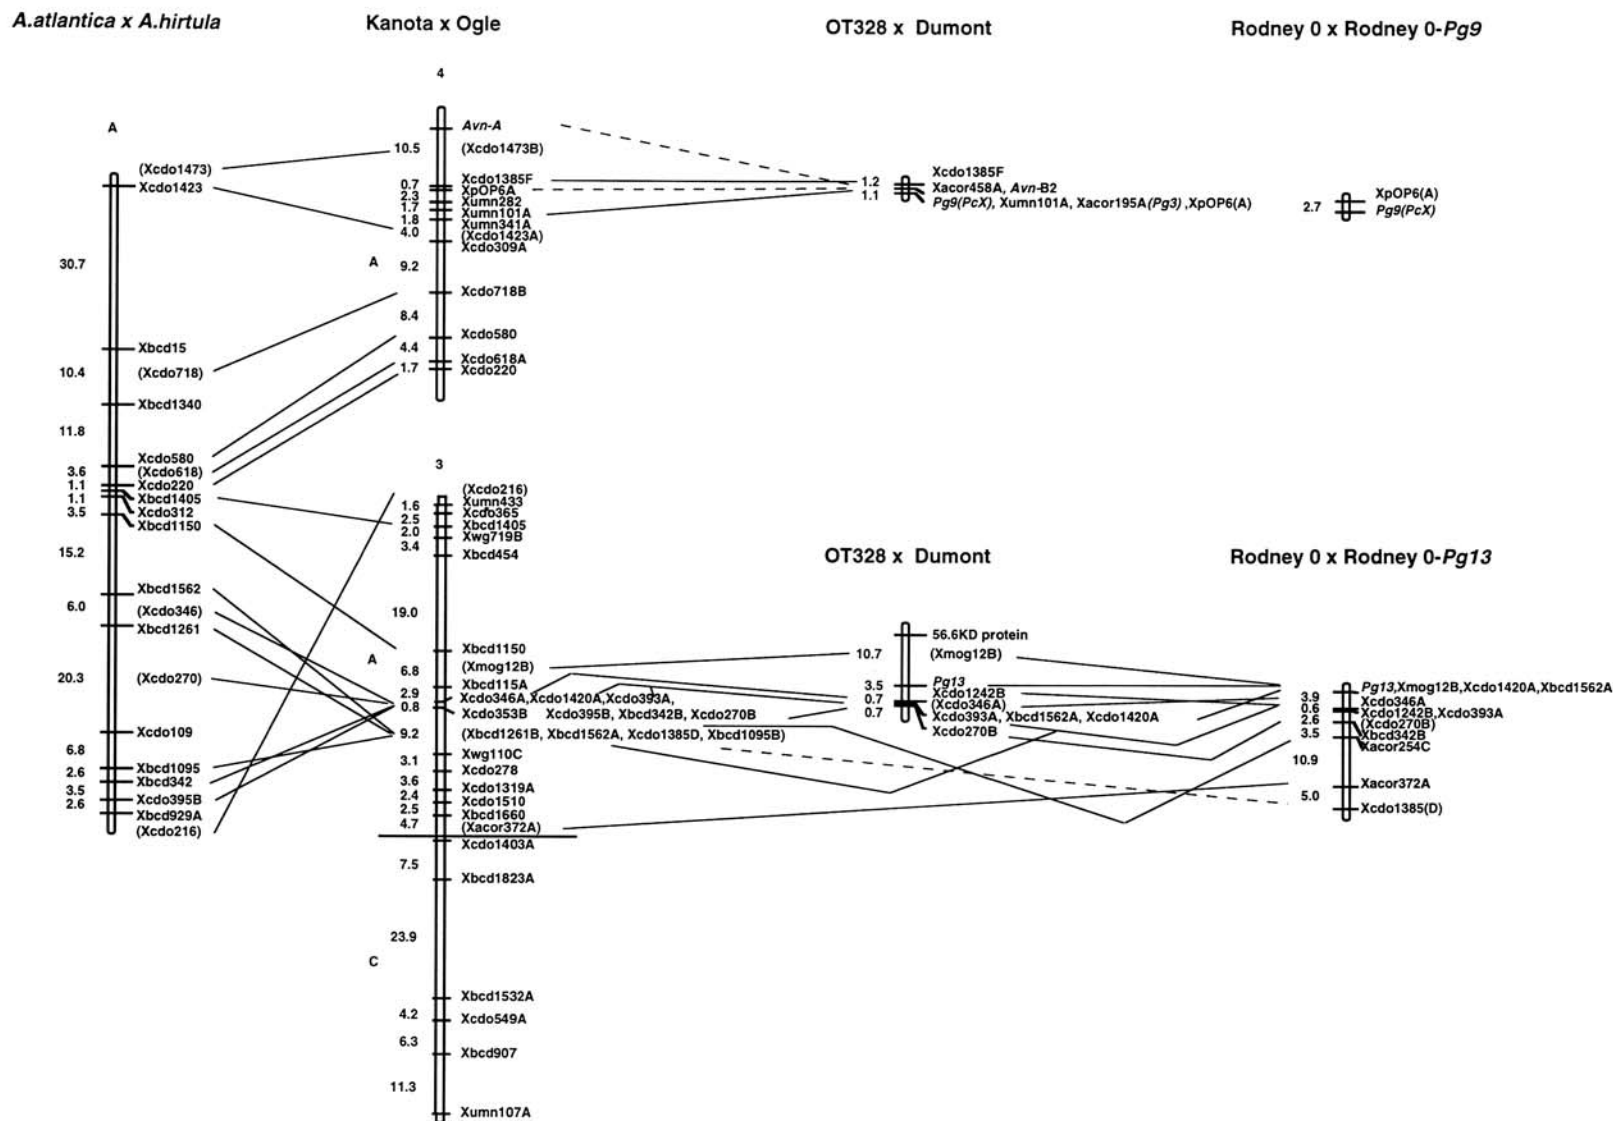 A.atlantica x A.hirtula
Kanota x Ogle
OT328 x Dumont
Rodney 0 x Rodney 0-Pg9
A
(Xcdo1473)
Xcdo1423
30.7
Xbcd15
10.4
(Xcdo718)
Xbcd1340
11.8
Xcdo580
3.6
(Xcdo618)
1.1
Xcdo220
1.1
Xbcd1405
3.5
Xcdo312
Xbcd1150
15.2
Xbcd1562
6.0
(Xcdo346)
Xbcd1261
20.3
(Xcdo270)
Xcdo109
6.8
Xbcd1095
2.6
Xbcd342
3.5
Xcdo395B
2.6
Xbcd929A
(Xcdo216)
4
Avn-A
10.5
(Xcdo1473B)
Xcdo1385F
0.7
XpOP6A
2.3
Xumn282
1.7
Xumn101A
1.8
Xumn341A
4.0
(Xcdo1423A)
Xcdo309A
A
9.2
Xcdo718B
8.4
Xcdo580
4.4
Xcdo618A
1.7
Xcdo220
3
(Xcdo216)
1.6
Xumn433
2.5
Xcdo365
2.0
Xbcd1405
3.4
Xwg719B
Xbcd454
19.0
Xbcd1150
A
6.8
(Xmog12B)
Xbcd115A
2.9
Xcdo346A,Xcdo1420A,Xcdo393A,
0.8
Xcdo353B Xcdo395B, Xbcd342B, Xcdo270B
9.2
(Xbcd1261B, Xbcd1562A, Xcdo1385D, Xbcd1095B)
Xwg110C
3.1
Xcdo278
3.6
Xcdo1319A
2.4
Xcdo1510
2.5
Xbcd1660
4.7
(Xacor372A)
Xcdo1403A
7.5
Xbcd1823A
23.9
C
Xbcd1532A
4.2
Xcdo549A
6.3
Xbcd907
11.3
Xumn107A
Xcdo1385F
1.2
Xacor458A, Avn-B2
1.1
Pg9(PcX), Xumn101A, Xacor195A(Pg3) ,XpOP6(A)
XpOP6(A)
2.7
Pg9(PcX)
OT328 x Dumont
Rodney 0 x Rodney 0-Pg13
56.6KD protein
10.7
(Xmog12B)
Pg13
3.5
Xcdo1242B
0.7
(Xcdo346A)
0.7
Xcdo393A, Xbcd1562A, Xcdo1420A
Xcdo270B
Pg13,Xmog12B,Xcdo1420A,Xbcd1562A
3.9
Xcdo346A
0.6
Xcdo1242B,Xcdo393A
2.6
(Xcdo270B)
3.5
Xbcd342B
Xacor254C
10.9
Xacor372A
5.0
Xcdo1385(D)